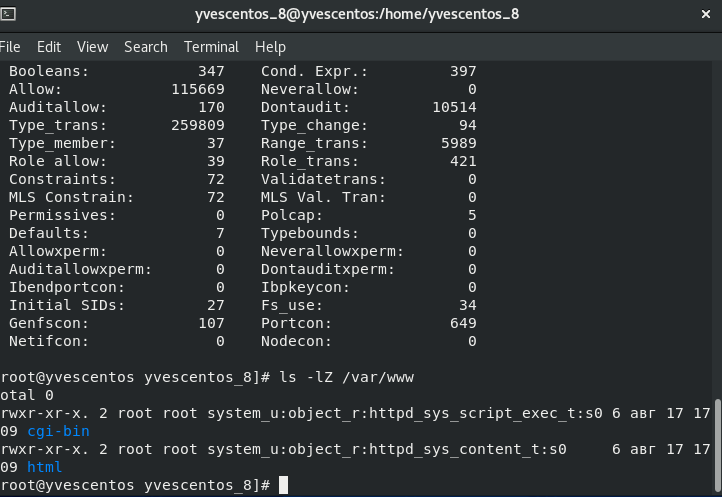 yvescentos_8@yvescentos:/home/yvescentos_8
File Edit View Search Terminal Help
Booleans: 347 Cond. Expr.: 397
Allow: 115669 Neverallow: 0
Auditallow: 170 Dontaudit: 10514
Type_trans: 259809 Type_change: 94
Type_member: 37 Range_trans: 5989
Role allow: 39 Role_trans: 421
Constraints: 72 Validatetrans: 0
MLS Constrain: 72 MLS Val. Tran: 0
Permissives: 0 Polcap: 5
Defaults: 7 Typebounds: 0
Allowxperm: 0 Neverallowxperm: 0
Auditallowxperm: 0 Dontauditxperm: 0
Ibendportcon: 0 Ibpkeycon: 0
Initial SIDs: 27 Fs_use: 34
Genfscon: 107 Portcon: 649
Netifcon: 0 Nodecon: 0
root@yvescentos yvescentos_8]# ls -lZ /var/www
otal 0
rwxr-xr-x. 2 root root system_u:object_r:httpd_sys_script_exec_t:s0 6 авг 17 17
09 cgi-bin
rwxr-xr-x. 2 root root system_u:object_r:httpd_sys_content_t:s0 6 авг 17 17
09 html
root@yvescentos yvescentos_8]#